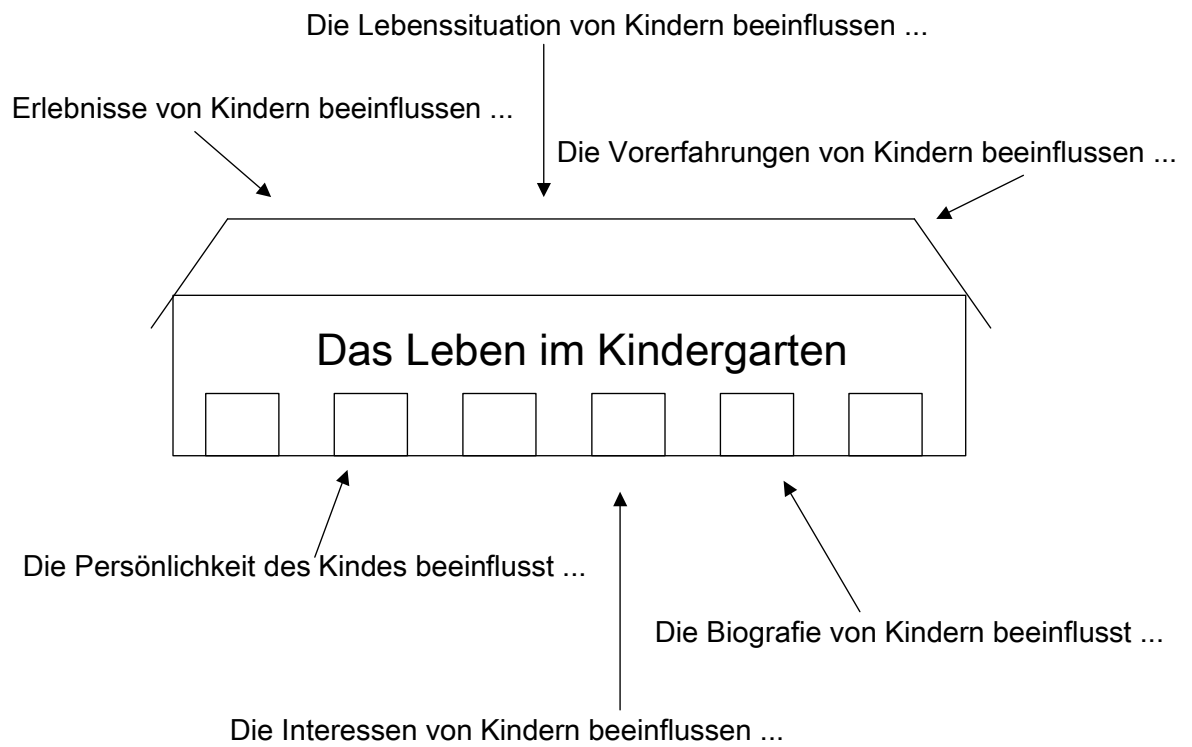 Die Lebenssituation von Kindern beeinflussen ...
Erlebnisse von Kindern beeinflussen ...
Die Vorerfahrungen von Kindern beeinflussen ...
Das Leben im Kindergarten
Die Persönlichkeit des Kindes beeinflusst ...
Die Biografie von Kindern beeinflusst ...
Die Interessen von Kindern beeinflussen ...